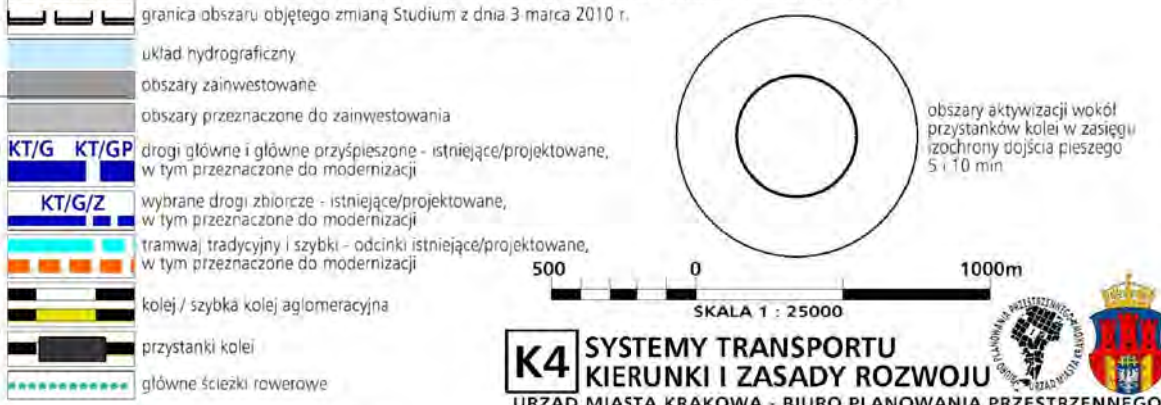 granica obszaru objętego zmianą Studium z dnia 3 marca 2010 r.
układ hydrograficzny
obszary zainwestowane
obszary przeznaczone do zainwestowania
KT/G KT/GP
drogi główne i główne przyśpieszone - istniejące/projektowane,
w tym przeznaczone do modernizacji
KT/G/Z
wybrane drogi zbiorcze - istniejące/projektowane,
w tym przeznaczone do modernizacji
tramwaj tradycyjny i szybki - odcinki istniejące/projektowane,
w tym przeznaczone do modernizacji
kolej / szybka kolej aglomeracyjna
przystanki kolei
główne ścieżki rowerowe
obszary aktywizacji wokół
przystanków kolei w zasięgu
izochrony dojścia pieszego
5 i 10 min
500 0 1000m
SKALA 1 : 25000
K4 SYSTEMY TRANSPORTU
KIERUNKI I ZASADY ROZWOJU
URZĄD MIASTA KRAKOWA - BIURO PLANOWANIA PRZESTRZENNEGO